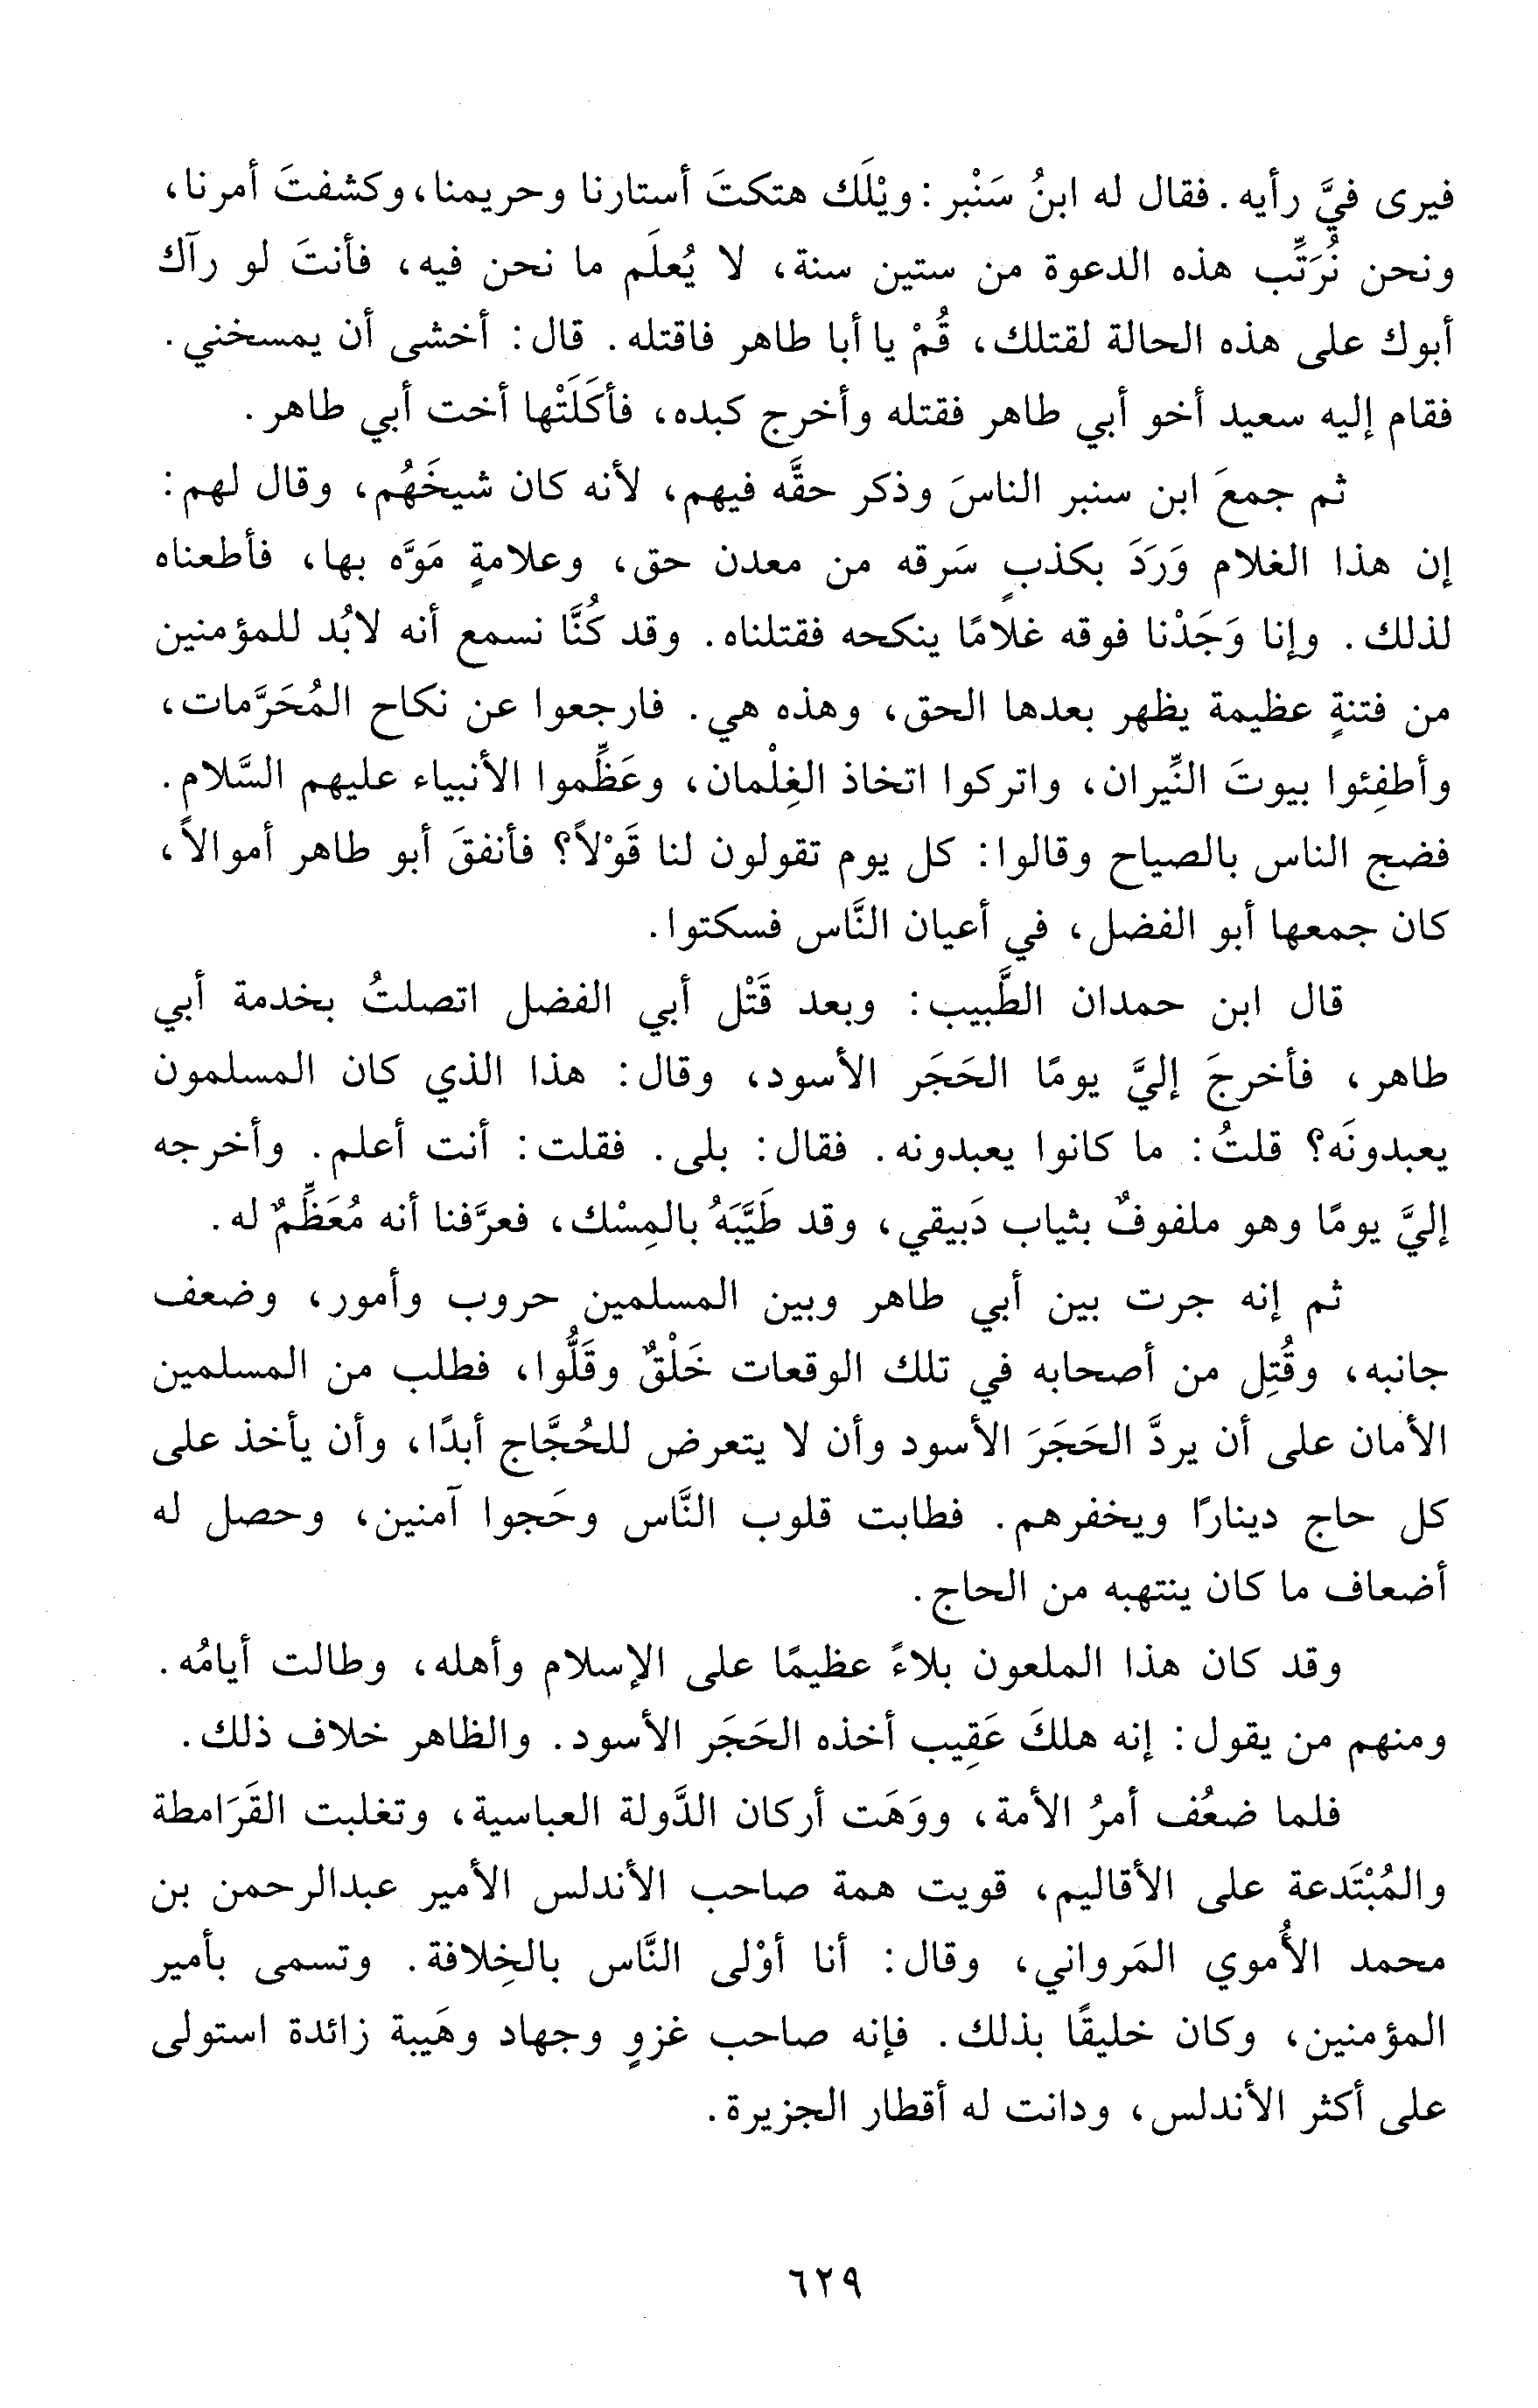 فيرى فيَّ رأيه. فقال له ابنُ سَنْبر: ويْلَك هتكتَ أستارنا وحريمنا، وكشفتَ أمرنا،
ونحن نُرَتِّب هذه الدعوة من ستين سنة، لا يُعلَم ما نحن فيه، فأنتَ لو رآك
أبوك على هذه الحالة لقتلك، قُمْ يا أبا طاهر فاقتله. قال: أخشى أن يمسخني.
فقام إليه سعيد أخو أبي طاهر فقتله وأخرج كبده، فأكَلَتْها أخت أبي طاهر.
ثم جمعَ ابن سنبر الناسَ وذكر حقَّه فيهم، لأنه كان شيخَهُم، وقال لهم:
إن هذا الغلام وَرَدَ بكذبٍ سَرقه من معدن حق، وعلامةٍ مَوَّه بها، فأطعناه
لذلك. وإنا وَجَدْنا فوقه غلامًا ينكحه فقتلناه. وقد كُنَّا نسمع أنه لابُد للمؤمنين
من فتنةٍ عظيمة يظهر بعدها الحق، وهذه هي. فارجعوا عن نكاح المُحَرَّمات،
وأطفِئوا بيوتَ النِّيران، واتركوا اتخاذ الغِلْمان، وعَظِّموا الأنبياء عليهم السَّلام.
فضج الناس بالصياح وقالوا: كل يوم تقولون لنا قَوْلاً؟ فأنفقَ أبو طاهر أموالاً،
كان جمعها أبو الفضل، في أعيان النَّاس فسكتوا.
قال ابن حمدان الطَّبيب: وبعد قَتْل أبي الفضل اتصلتُ بخدمة أبي
طاهر، فأخرجَ إليَّ يومًا الحَجَر الأسود، وقال: هذا الذي كان المسلمون
يعبدونَه؟ قلتُ: ما كانوا يعبدونه. فقال: بلى. فقلت: أنت أعلم. وأخرجه
إليَّ يومًا وهو ملفوفٌ بثياب دَبيقي، وقد طَيَّبَهُ بالمِسْك، فعرَّفنا أنه مُعَظِّمٌ له.
ثم إنه جرت بين أبي طاهر وبين المسلمين حروب وأمور، وضعف
جانبه، وقُتِل من أصحابه في تلك الوقعات خَلْقٌ وقَلُّوا، فطلب من المسلمين
الأمان على أن يردَّ الحَجَرَ الأسود وأن لا يتعرض للحُجَّاج أبدًا، وأن يأخذ على
كل حاج دينارًا ويخفرهم. فطابت قلوب النَّاس وحَجوا آمنين، وحصل له
أضعاف ما كان ينتهبه من الحاج.
وقد كان هذا الملعون بلاءً عظيمًا على الإسلام وأهله، وطالت أيامُه.
ومنهم من يقول: إنه هلكَ عَقِيب أخذه الحَجَر الأسود. والظاهر خلاف ذلك.
فلما ضعُف أمرُ الأمة، ووَهَت أركان الدَّولة العباسية، وتغلبت القَرَامطة
والمُبْتَدعة على الأقاليم، قويت همة صاحب الأندلس الأمير عبدالرحمن بن
محمد الأُموي المَرواني، وقال: أنا أوْلى النَّاس بالخِلافة. وتسمى بأمير
المؤمنين، وكان خليقًا بذلك. فإنه صاحب غزوٍ وجهاد وهَيبة زائدة استولى
على أكثر الأندلس، ودانت له أقطار الجزيرة.
٦٢٩